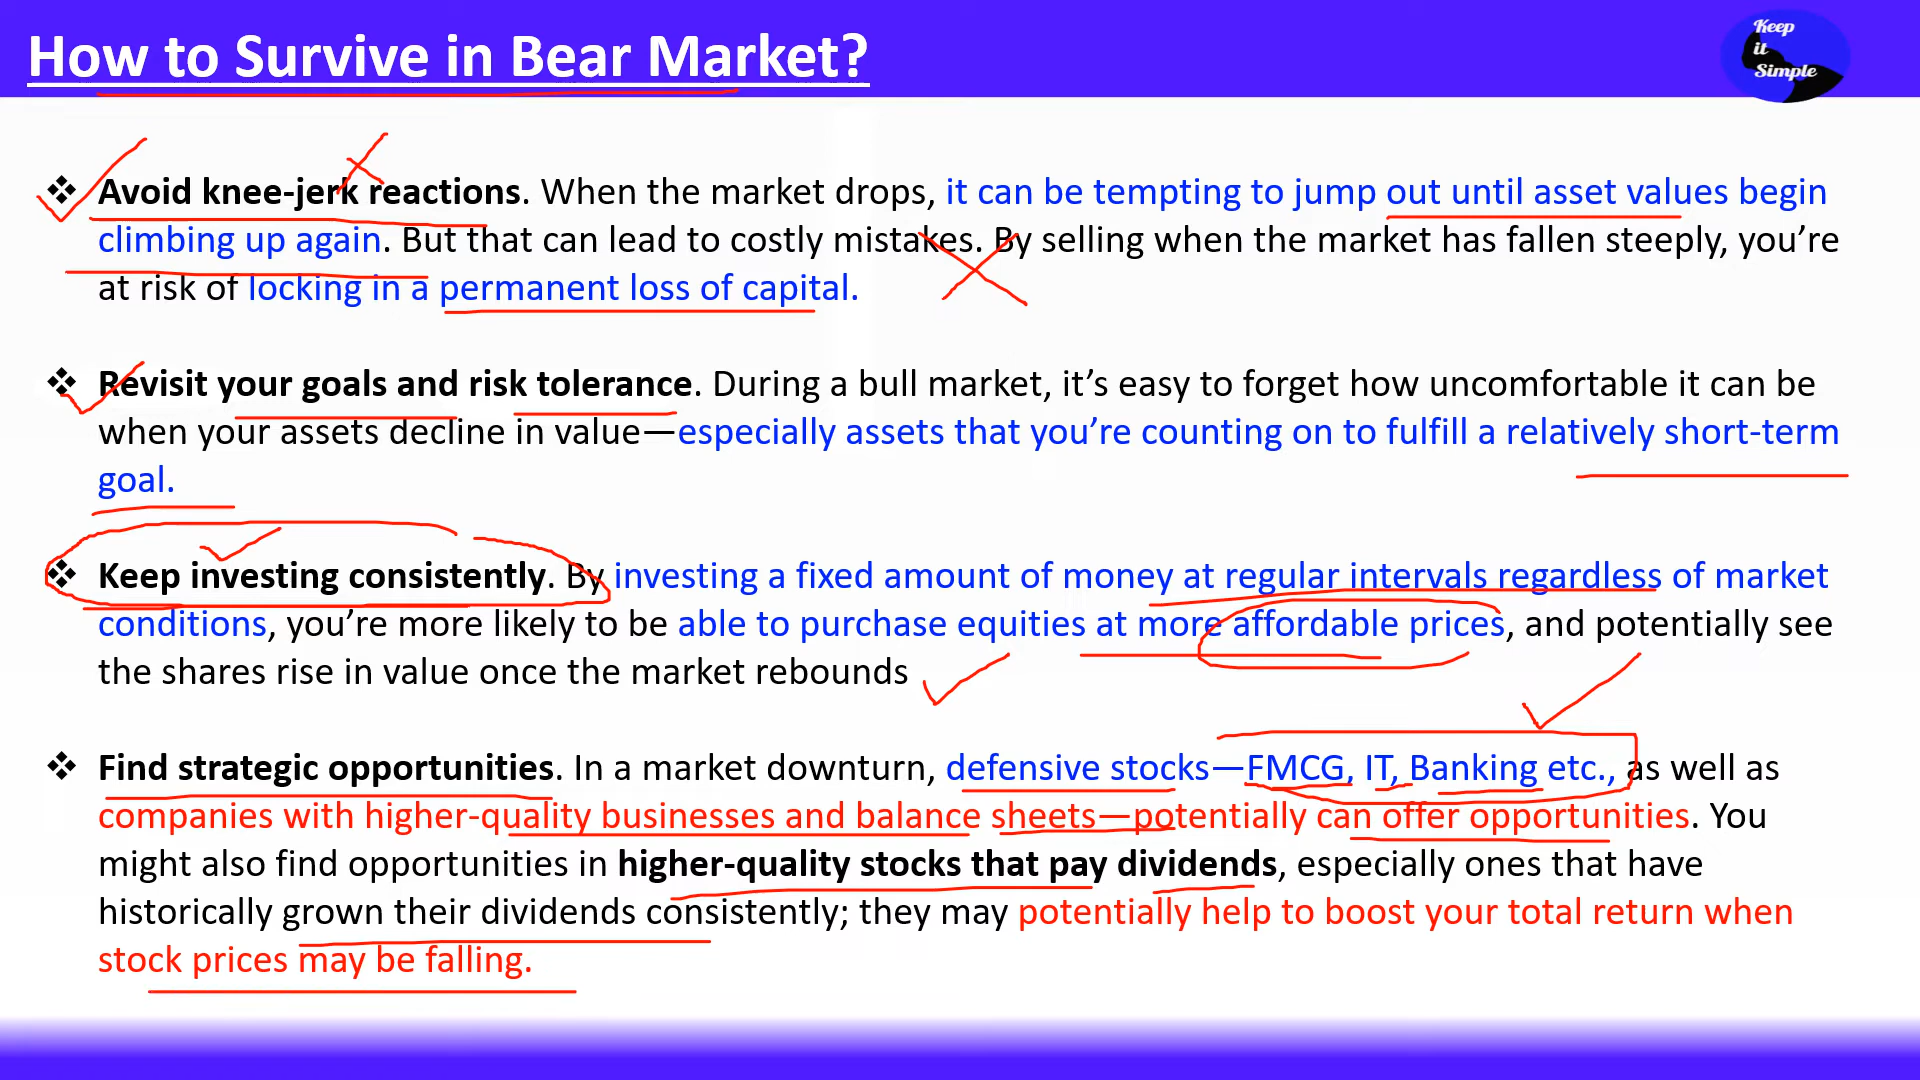 How to Survive in Bear Market?
Keep
it
Simple
❖ Avoid knee-jerk reactions. When the market drops, it can be tempting to jump out until asset values begin
climbing up again. But that can lead to costly mistakes. By selling when the market has fallen steeply, you’re
at risk of locking in a permanent loss of capital.
❖ Revisit your goals and risk tolerance. During a bull market, it’s easy to forget how uncomfortable it can be
when your assets decline in value—especially assets that you’re counting on to fulfill a relatively short-term
goal.
❖ Keep investing consistently. By investing a fixed amount of money at regular intervals regardless of market
conditions, you’re more likely to be able to purchase equities at more affordable prices, and potentially see
the shares rise in value once the market rebounds
❖ Find strategic opportunities. In a market downturn, defensive stocks—FMCG, IT, Banking etc., as well as
companies with higher-quality businesses and balance sheets—potentially can offer opportunities. You
might also find opportunities in higher-quality stocks that pay dividends, especially ones that have
historically grown their dividends consistently; they may potentially help to boost your total return when
stock prices may be falling.